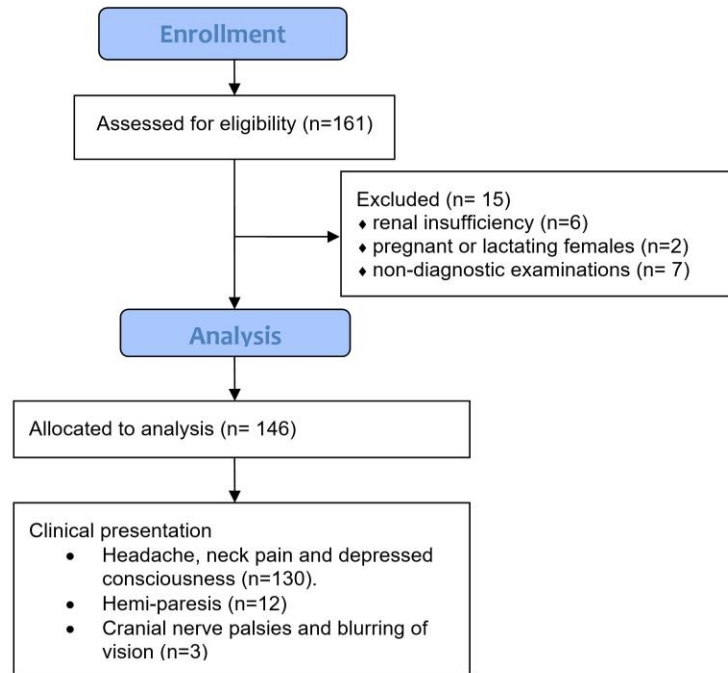 Enrollment
Assessed for eligibility (n=161)
Excluded (n= 15)
♦ renal insufficiency (n=6)
♦ pregnant or lactating females (n=2)
♦ non-diagnostic examinations (n= 7)
Analysis
Allocated to analysis (n= 146)
Clinical presentation
• Headache, neck pain and depressed
consciousness (n=130).
• Hemi-paresis (n=12)
• Cranial nerve palsies and blurring of
vision (n=3)